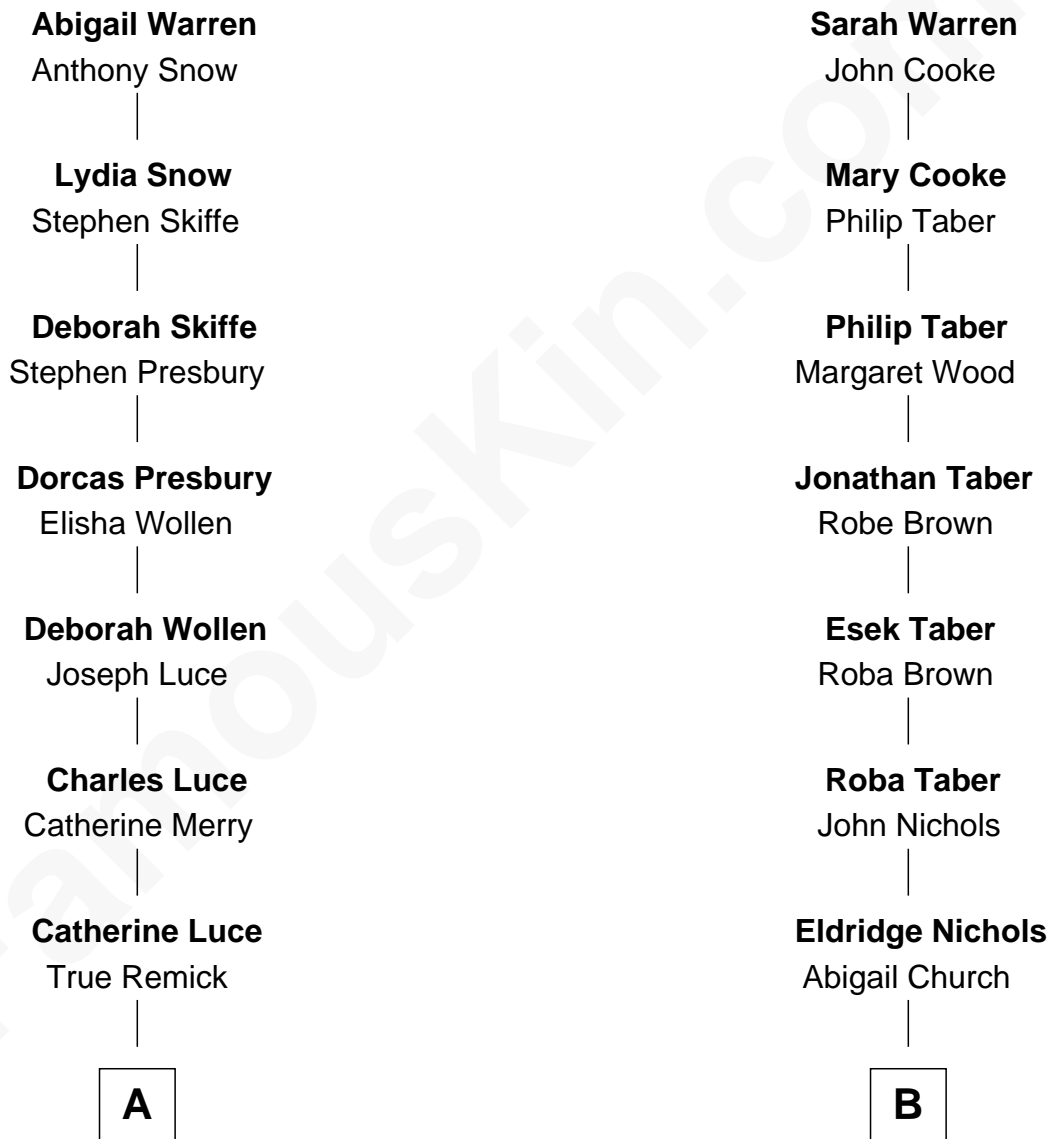 Abigail Warren
Anthony Snow
Lydia Snow
Stephen Skiffe
Deborah Skiffe
Stephen Presbury
Dorcas Presbury
Elisha Wollen
Deborah Wollen
Joseph Luce
Charles Luce
Catherine Merry
Catherine Luce
True Remick
A
Sarah Warren
John Cooke
Mary Cooke
Philip Taber
Philip Taber
Margaret Wood
Jonathan Taber
Robe Brown
Esek Taber
Roba Brown
Roba Taber
John Nichols
Eldridge Nichols
Abigail Church
B
FamousKin.com